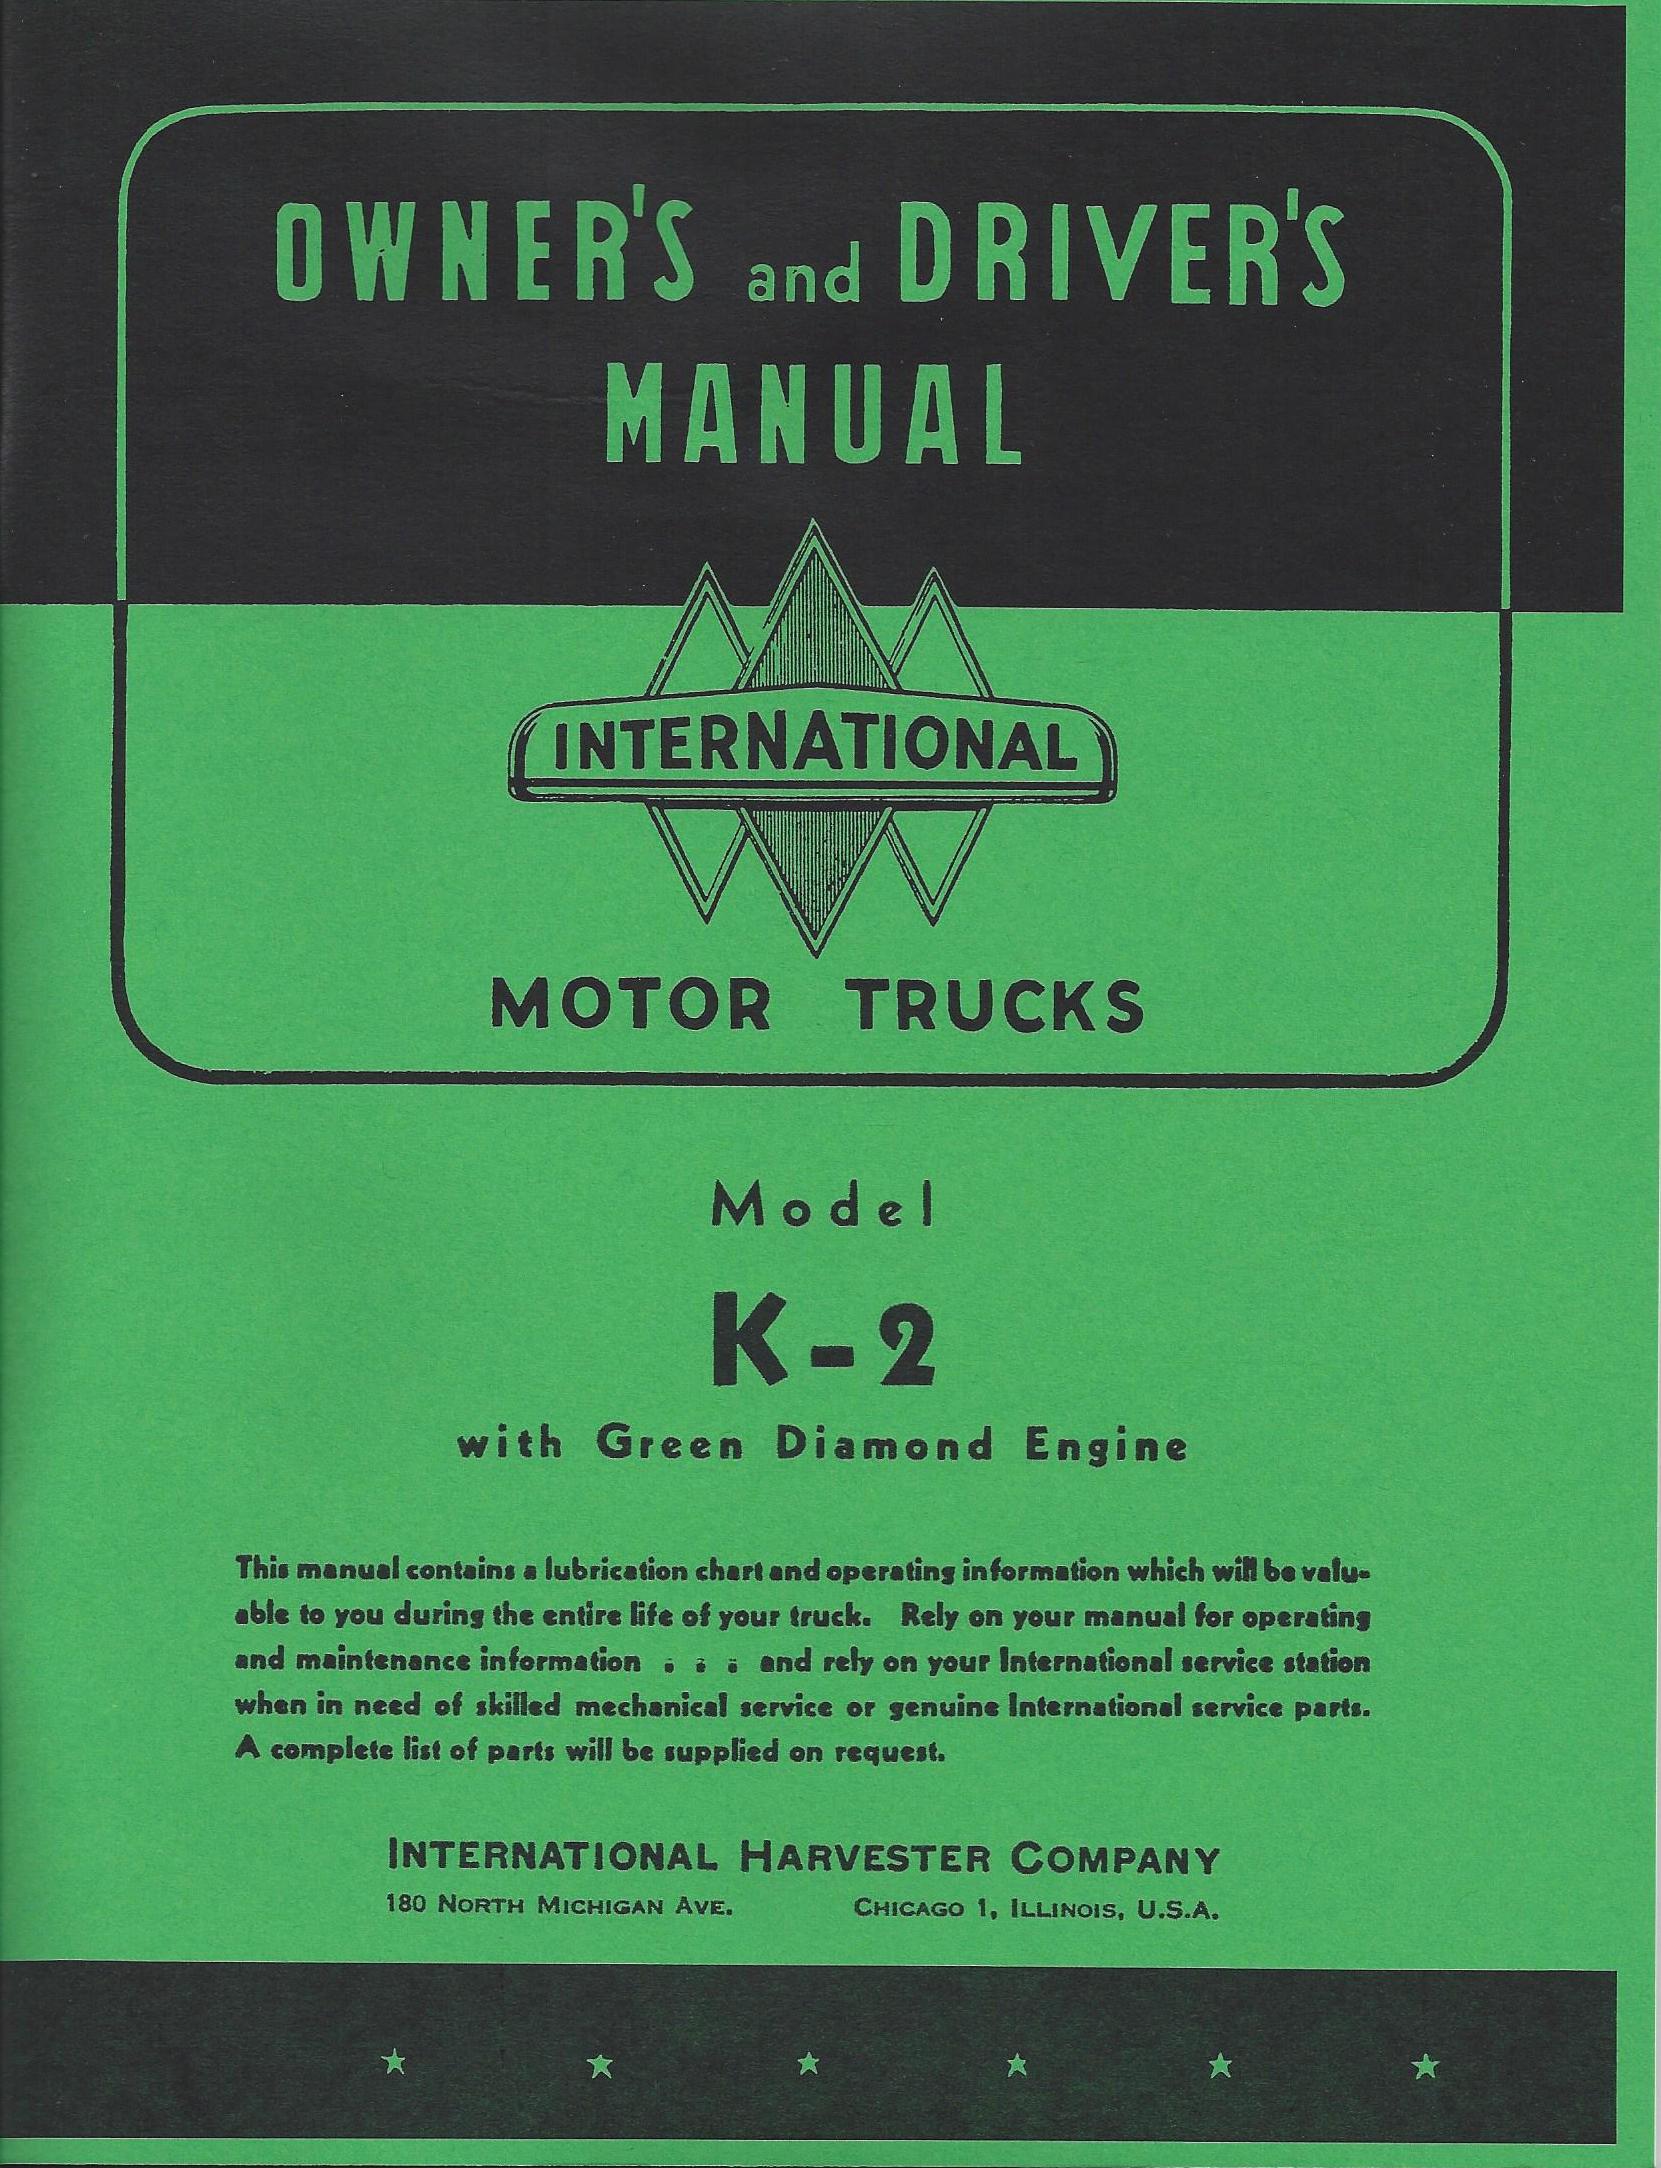 OWNER'S and DRIVER'S
MANUAL
INTERNATIONAL
MOTOR TRUCKS
Model
K-2
with Green Diamond Engine
This manual contains a lubrication chart and operating information which will be valu-
able to you during the entire life of your truck. Rely on your manual for operating
and maintenance information . . . and rely on your International service station
when in need of skilled mechanical service or genuine International service parts.
A complete list of parts will be supplied on request.
INTERNATIONAL HARVESTER COMPANY
180 NORTH MICHIGAN AVE. CHICAGO 1, ILLINOIS, U.S.A.